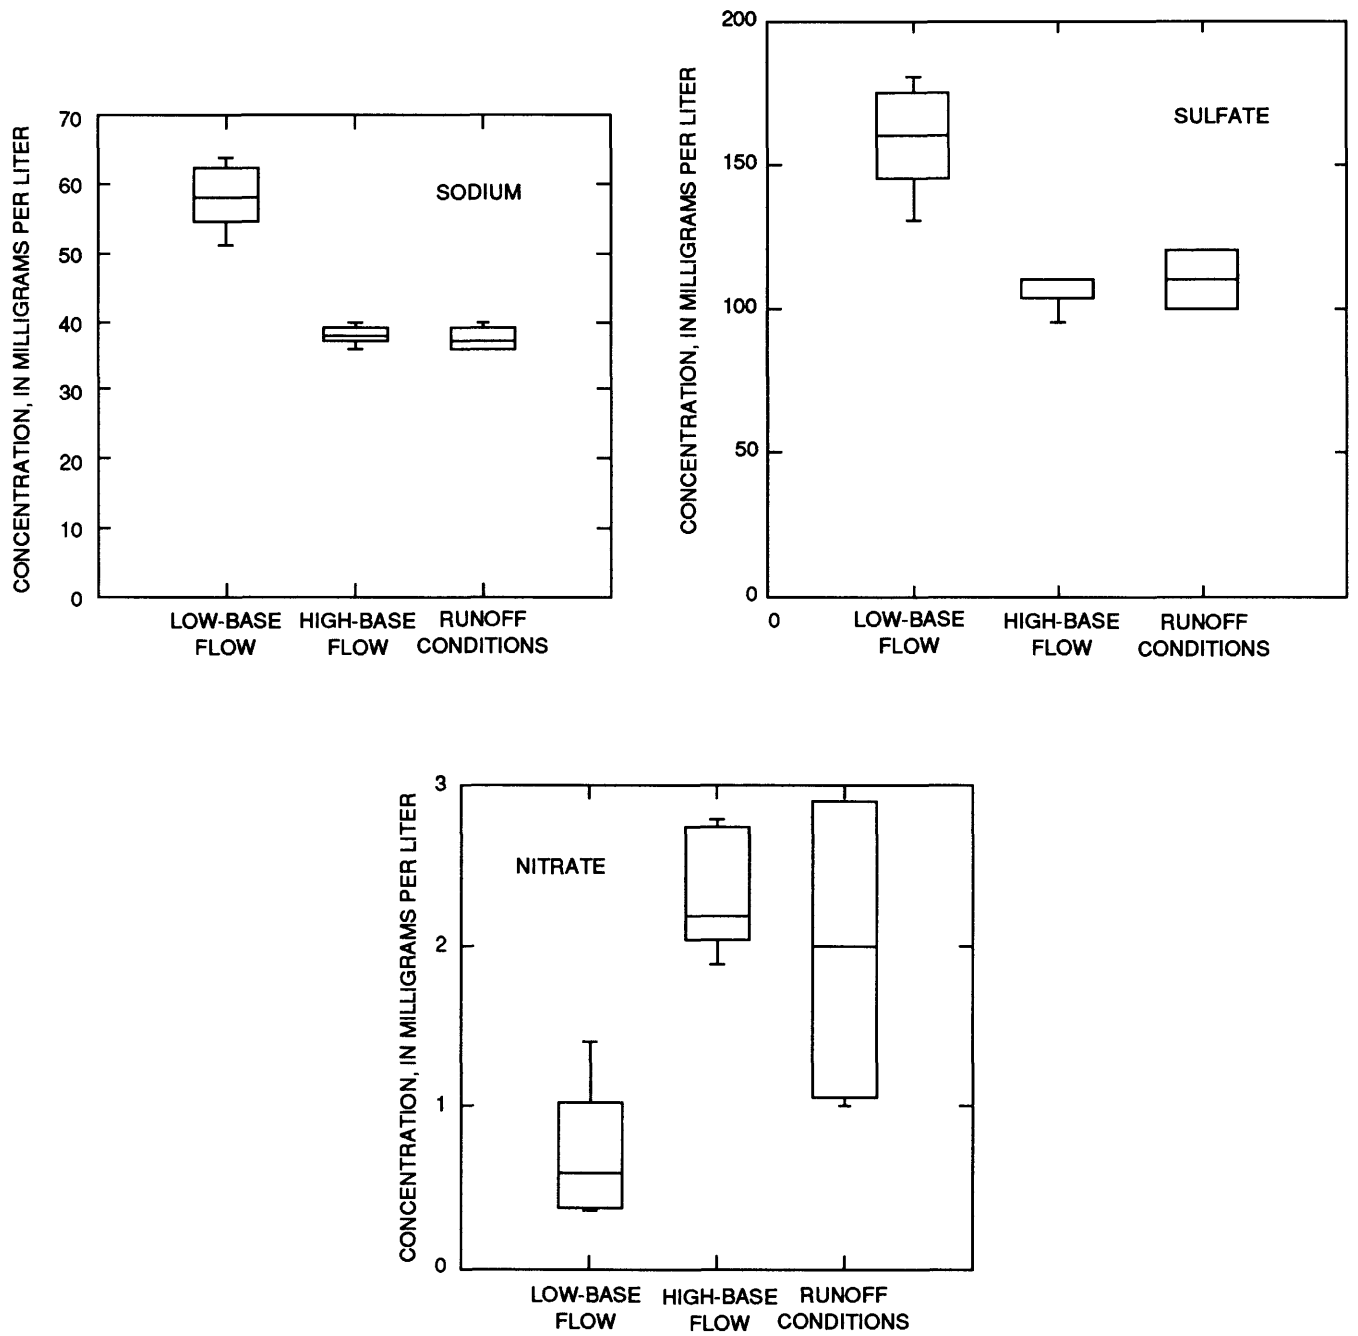 CONCENTRATION, IN MILLIGRAMS PER LITER
70
60
50
40
30
20
10
0
SODIUM
LOW-BASE FLOW
HIGH-BASE FLOW
RUNOFF CONDITIONS
CONCENTRATION, IN MILLIGRAMS PER LITER
200
150
100
50
0
SULFATE
0
LOW-BASE FLOW
HIGH-BASE FLOW
RUNOFF CONDITIONS
CONCENTRATION, IN MILLIGRAMS PER LITER
3
2
1
0
NITRATE
LOW-BASE FLOW
HIGH-BASE FLOW
RUNOFF CONDITIONS